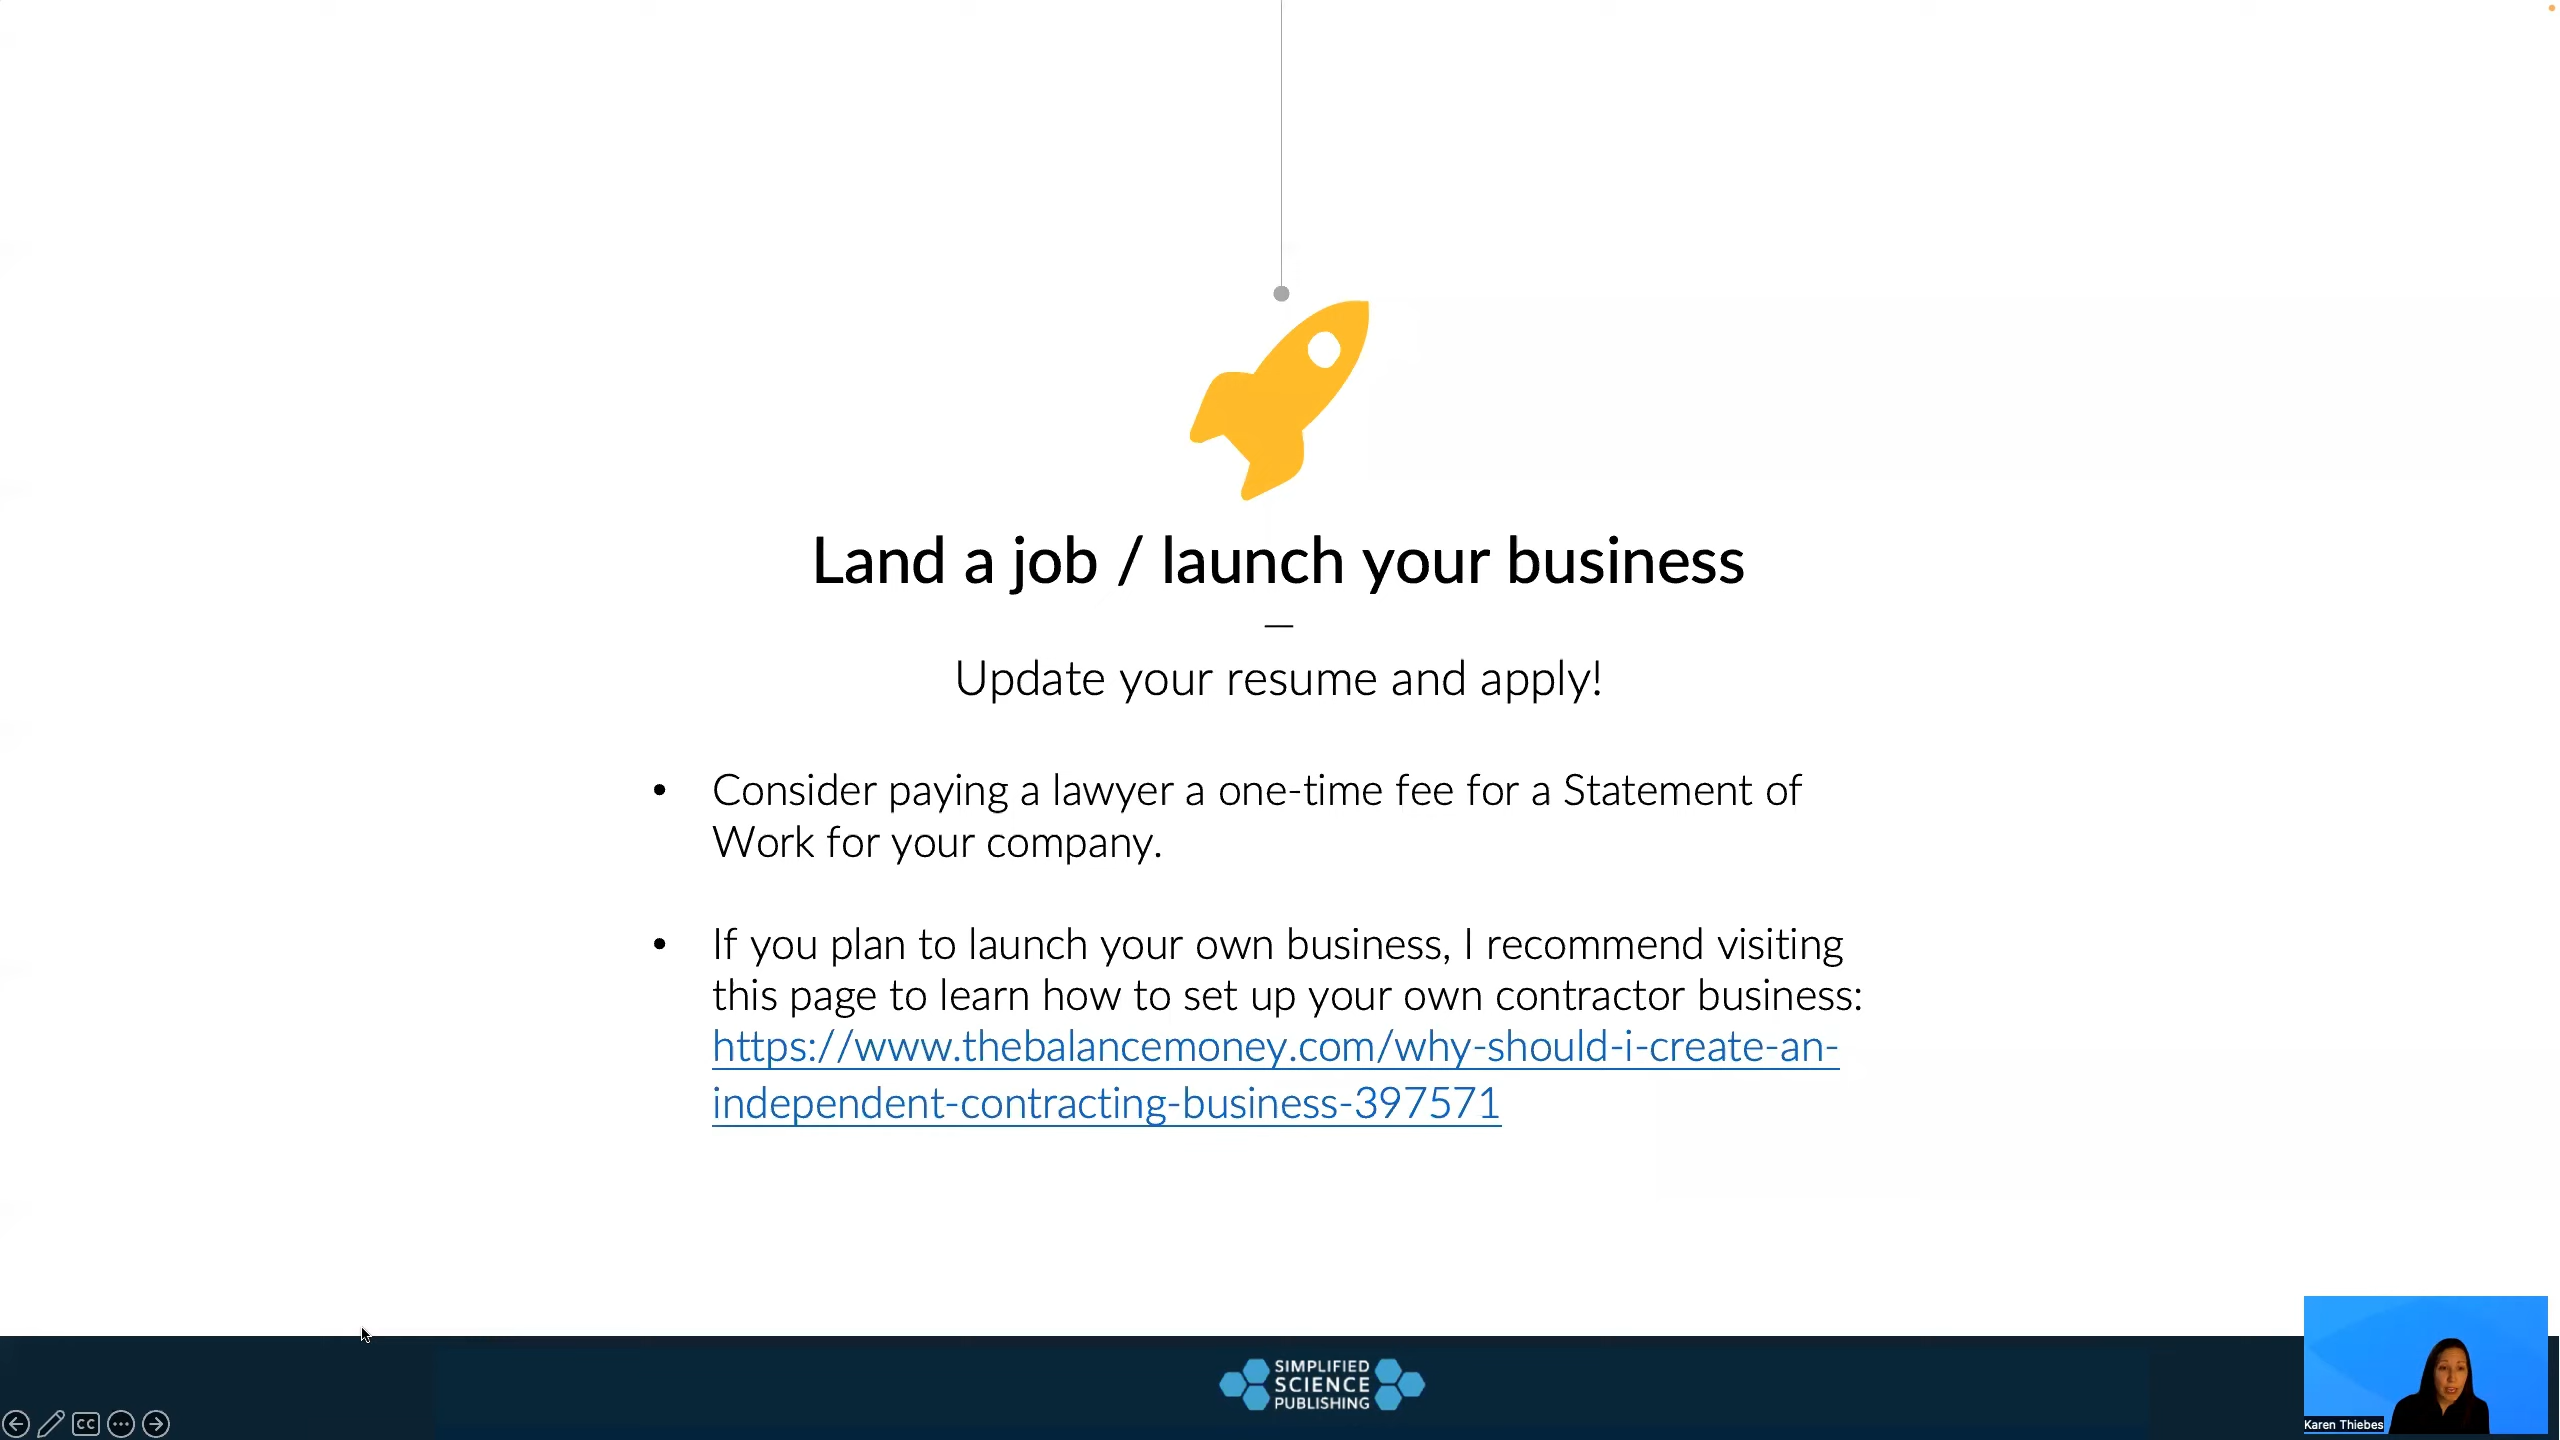 Land a job / launch your business
Update your resume and apply!
• Consider paying a lawyer a one-time fee for a Statement of
Work for your company.
• If you plan to launch your own business, I recommend visiting
this page to learn how to set up your own contractor business:
https://www.thebalancemoney.com/why-should-i-create-an-
independent-contracting-business-397571
SIMPLIFIED
SCIENCE
PUBLISHING
CC
Karen Thiebes